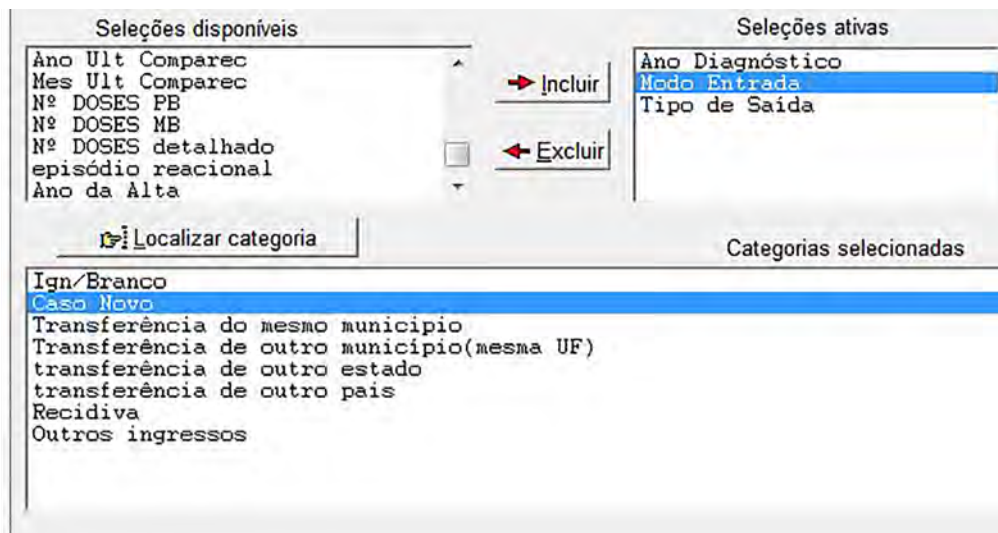 Seleções disponíveis
Seleções ativas
Ano Ult Comparec
Mes Ult Comparec
Nº DOSES PB
Nº DOSES MB
Nº DOSES detalhado
episódio reacional
Ano da Alta
Incluir
Excluir
Ano Diagnóstico
Modo Entrada
Tipo de Saída
Localizar categoria
Categorias selecionadas
Ign/Branco
Caso Novo
Transferência do mesmo município
Transferência de outro município(mesma UF)
transferência de outro estado
transferência de outro pais
Recidiva
Outros ingressos